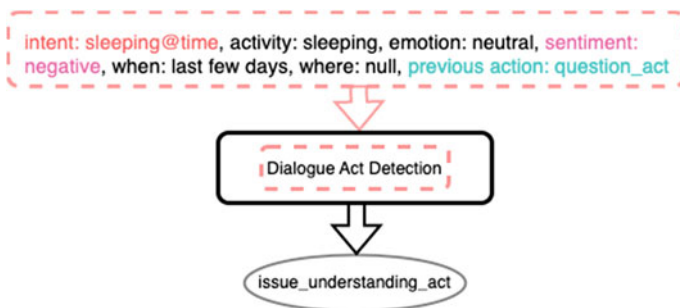 intent: sleeping@time, activity: sleeping, emotion: neutral, sentiment:
negative, when: last few days, where: null, previous action: question_act
Dialogue Act Detection
issue_understanding_act